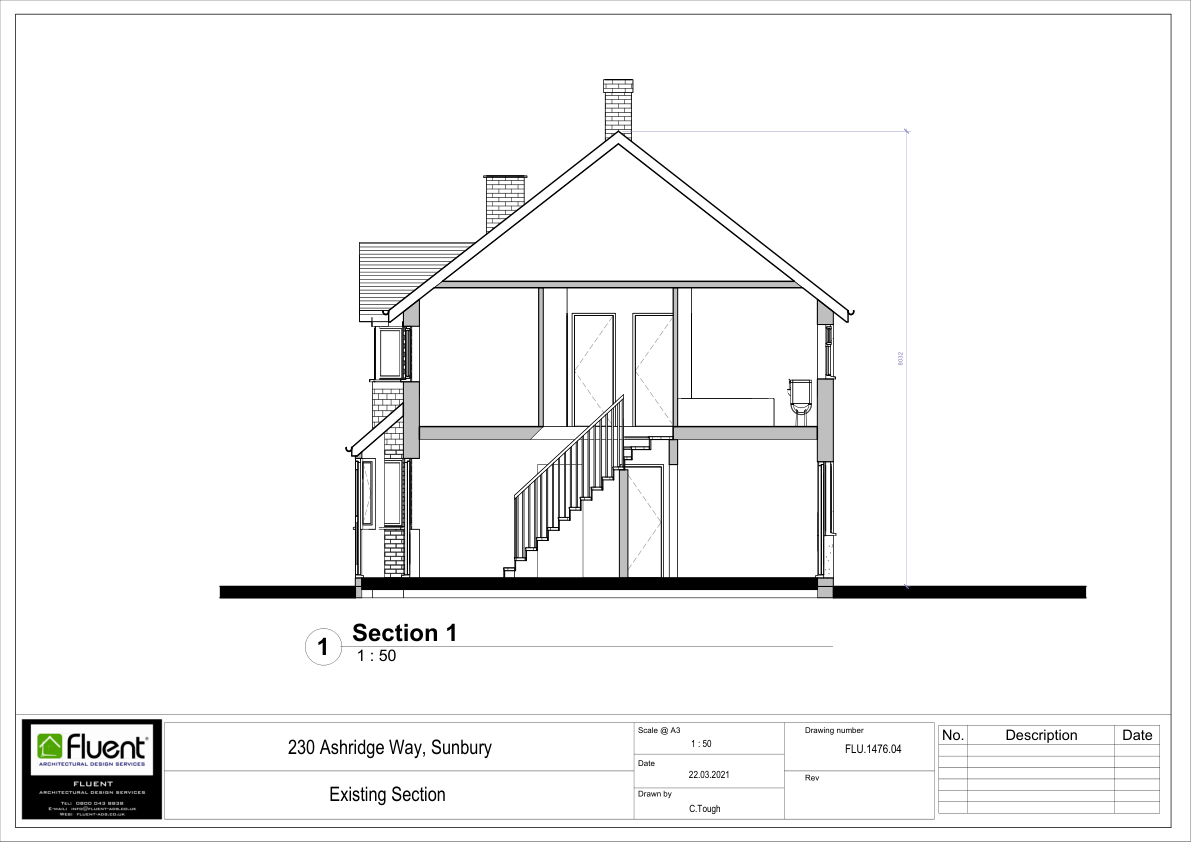 8032
1
Section 1
1 : 50
Fluent®
ARCHITECTURAL DESIGN SERVICES
FLUENT
ARCHITECTURAL DESIGN SERVICES
TEL: 0800 043 8838
E-MAIL: INFO@FLUENT-ADS.CO.UK
WEB: FLUENT-ADS.CO.UK
230 Ashridge Way, Sunbury
Existing Section
Scale @ A3
1 : 50
Date
22.03.2021
Drawn by
C.Tough
Drawing number
FLU.1476.04
Rev
No. Description Date